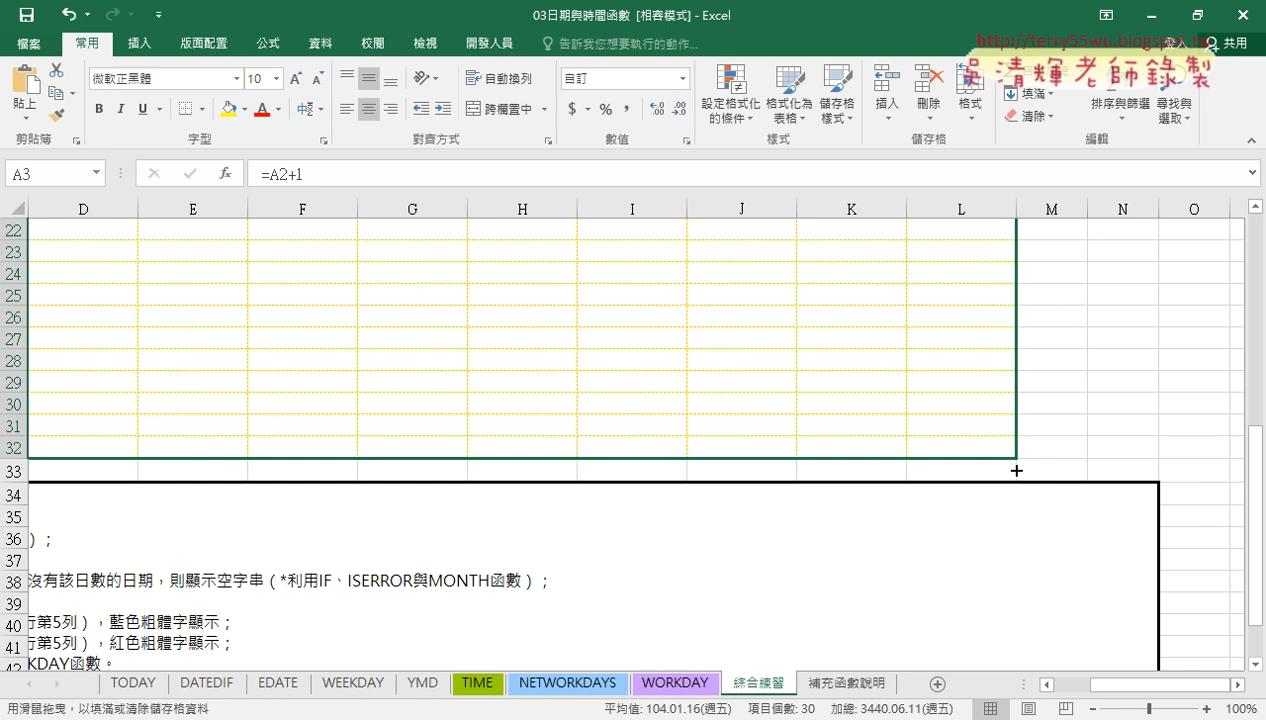 03日期與時間函數 [相容模式] - Excel
http://terry55wu.blogspot.tw
吳清輝老師錄製
檔案 常用 插入 版面配置 公式 資料 校閱 檢視 開發人員 告訴我您想要執行的動作... 登入 共用
微軟正黑體 10 自動換列 自訂 填滿
貼上 B I U 中 跨欄置中 $ % , 設定格式化的條件 格式化為表格 儲存格樣式 插入 刪除 格式 清除 排序與篩選 尋找與選取
剪貼簿 字型 對齊方式 數值 樣式 儲存格 編輯
A3 fx =A2+1
D E F G H I J K L M N O
22
23
24
25
26
27
28
29
30
31
32
33
34
35
36 ）；
37
38 沒有該日數的日期，則顯示空字串（*利用IF、ISERROR與MONTH函數）；
39
40 行第5列），藍色粗體字顯示；
41 行第5列），紅色粗體字顯示；
42 KDAY函數。
TODAY DATEDIF EDATE WEEKDAY YMD TIME NETWORKDAYS WORKDAY 綜合練習 補充函數說明
用滑鼠拖曳，以填滿或清除儲存格資料 平均值: 104.01.16(週五) 項目個數: 30 加總: 3440.06.11(週五) 100%